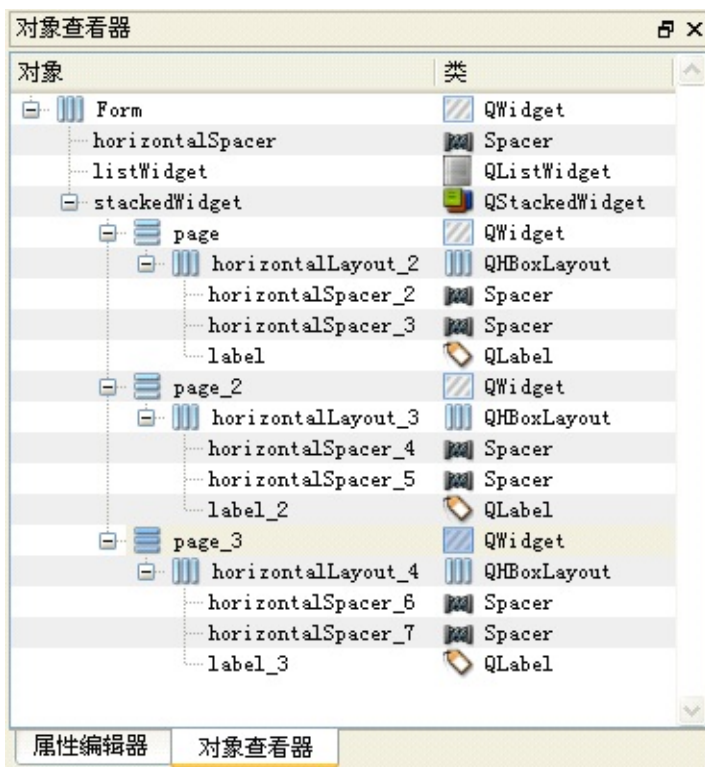 对象查看器
对象 类
Form QWidget
horizontalSpacer Spacer
listWidget QListWidget
stackedWidget QStackedWidget
page QWidget
horizontalLayout_2 QHBoxLayout
horizontalSpacer_2 Spacer
horizontalSpacer_3 Spacer
label QLabel
page_2 QWidget
horizontalLayout_3 QHBoxLayout
horizontalSpacer_4 Spacer
horizontalSpacer_5 Spacer
label_2 QLabel
page_3 QWidget
horizontalLayout_4 QHBoxLayout
horizontalSpacer_6 Spacer
horizontalSpacer_7 Spacer
label_3 QLabel
属性编辑器 对象查看器